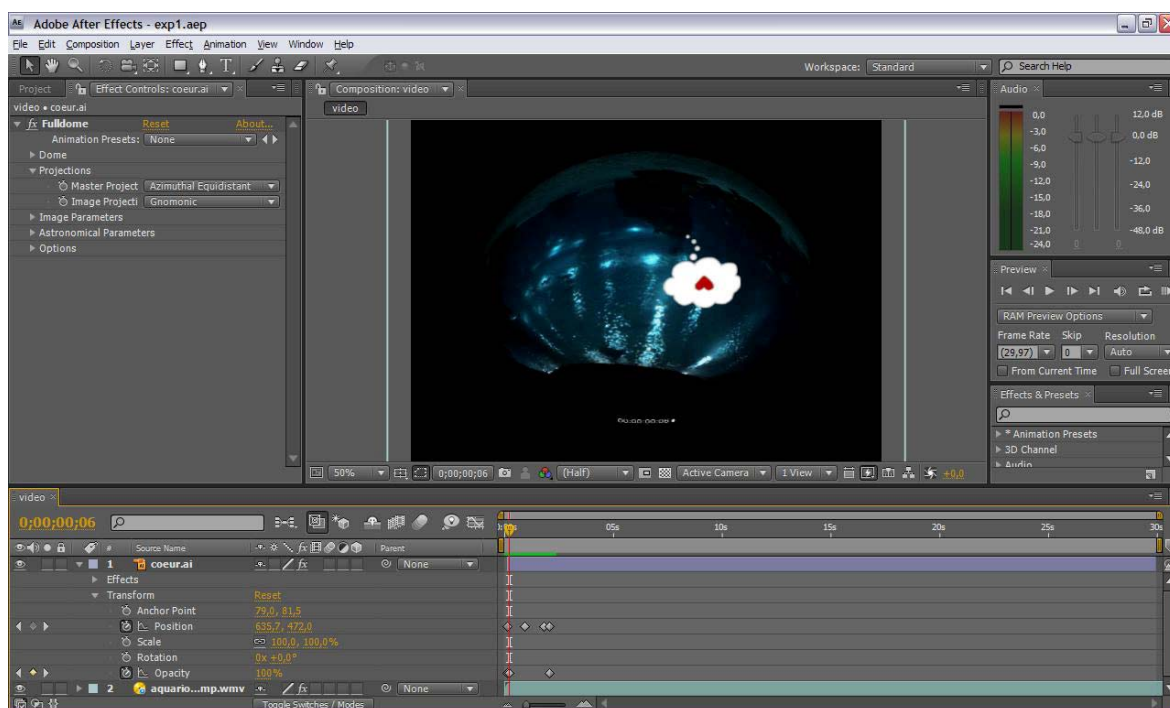 Ae Adobe After Effects - exp1.aep
File Edit Composition Layer Effect Animation View Window Help
T Workspace: Standard Search Help
Project Effect Controls: coeur.ai
video • coeur.ai
fx Fulldome Reset About...
Animation Presets: None
Dome
Projections
Master Project Azimuthal Equidistant
Image Projecti Gnomonic
Image Parameters
Astronomical Parameters
Options
Composition: video
video
50% 0;00;00;06 (Half) Active Camera 1 View +0,0
Audio
0,0
-3,0
-6,0
-9,0
-12,0
-15,0
-18,0
-21,0
-24,0
0 0
12,0 dB
0,0 dB
-12,0
-24,0
-36,0
-48,0 dB
Preview
RAM Preview Options
Frame Rate Skip Resolution
(29,97) 0 Auto
From Current Time Full Scree
Effects & Presets
* Animation Presets
3D Channel
Audio
video
0;00;00;06
05s 10s 15s 20s 25s 30s
# Source Name fx Parent
1 coeur.ai fx None
Effects
Transform Reset
Anchor Point 79,0, 81,5
Position 635,7, 472,0
Scale 100,0, 100,0%
Rotation 0x +0,0°
Opacity 100%
2 aquario...mp.wmv fx None
Toggle Switches / Modes